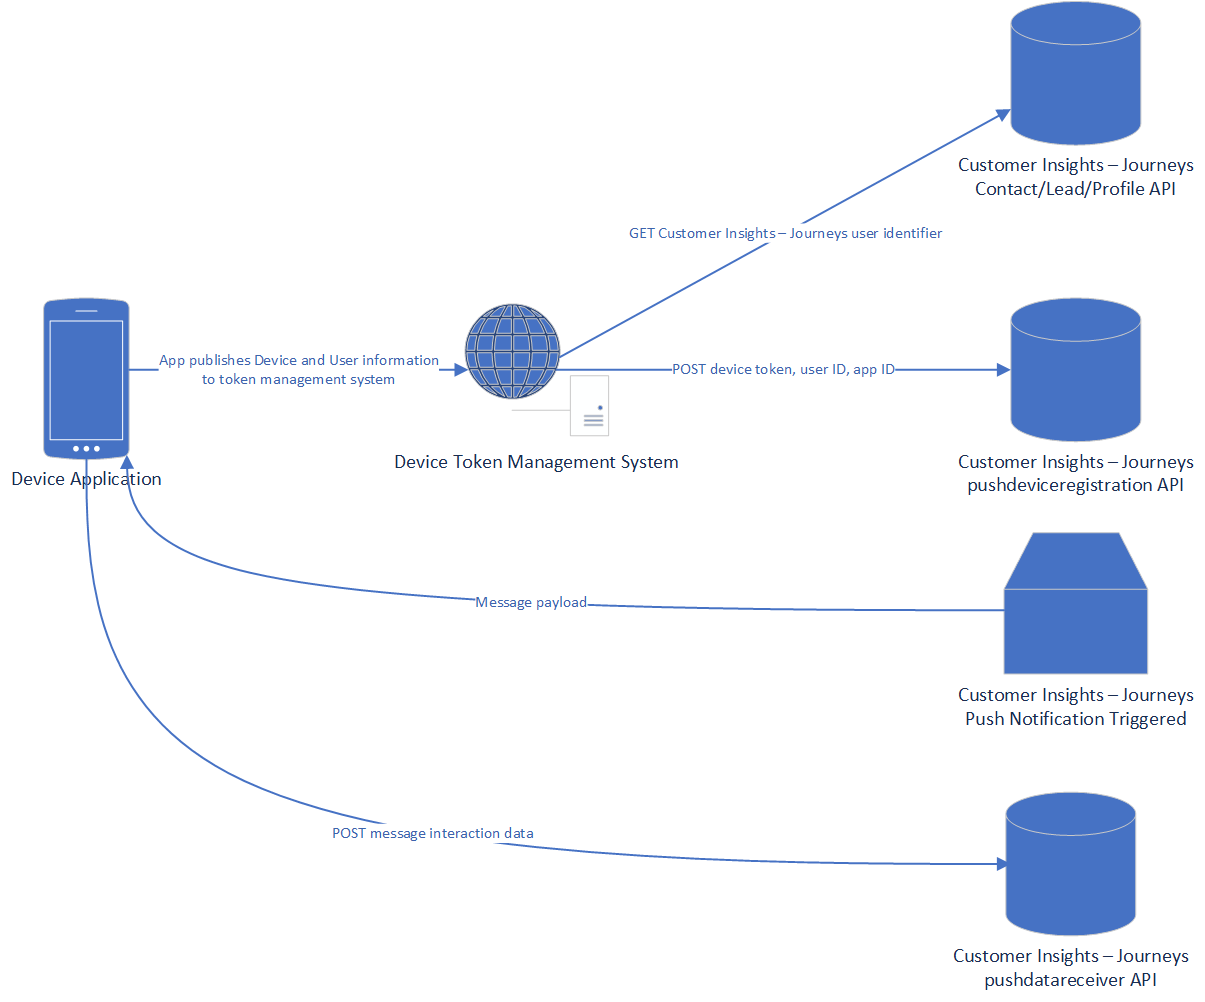 Customer Insights – Journeys
Contact/Lead/Profile API
GET Customer Insights – Journeys user identifier
App publishes Device and User information
to token management system
POST device token, user ID, app ID
Device Token Management System
Customer Insights – Journeys
pushdeviceregistration API
Device Application
Message payload
Customer Insights – Journeys
Push Notification Triggered
POST message interaction data
Customer Insights – Journeys
pushdatareceiver API